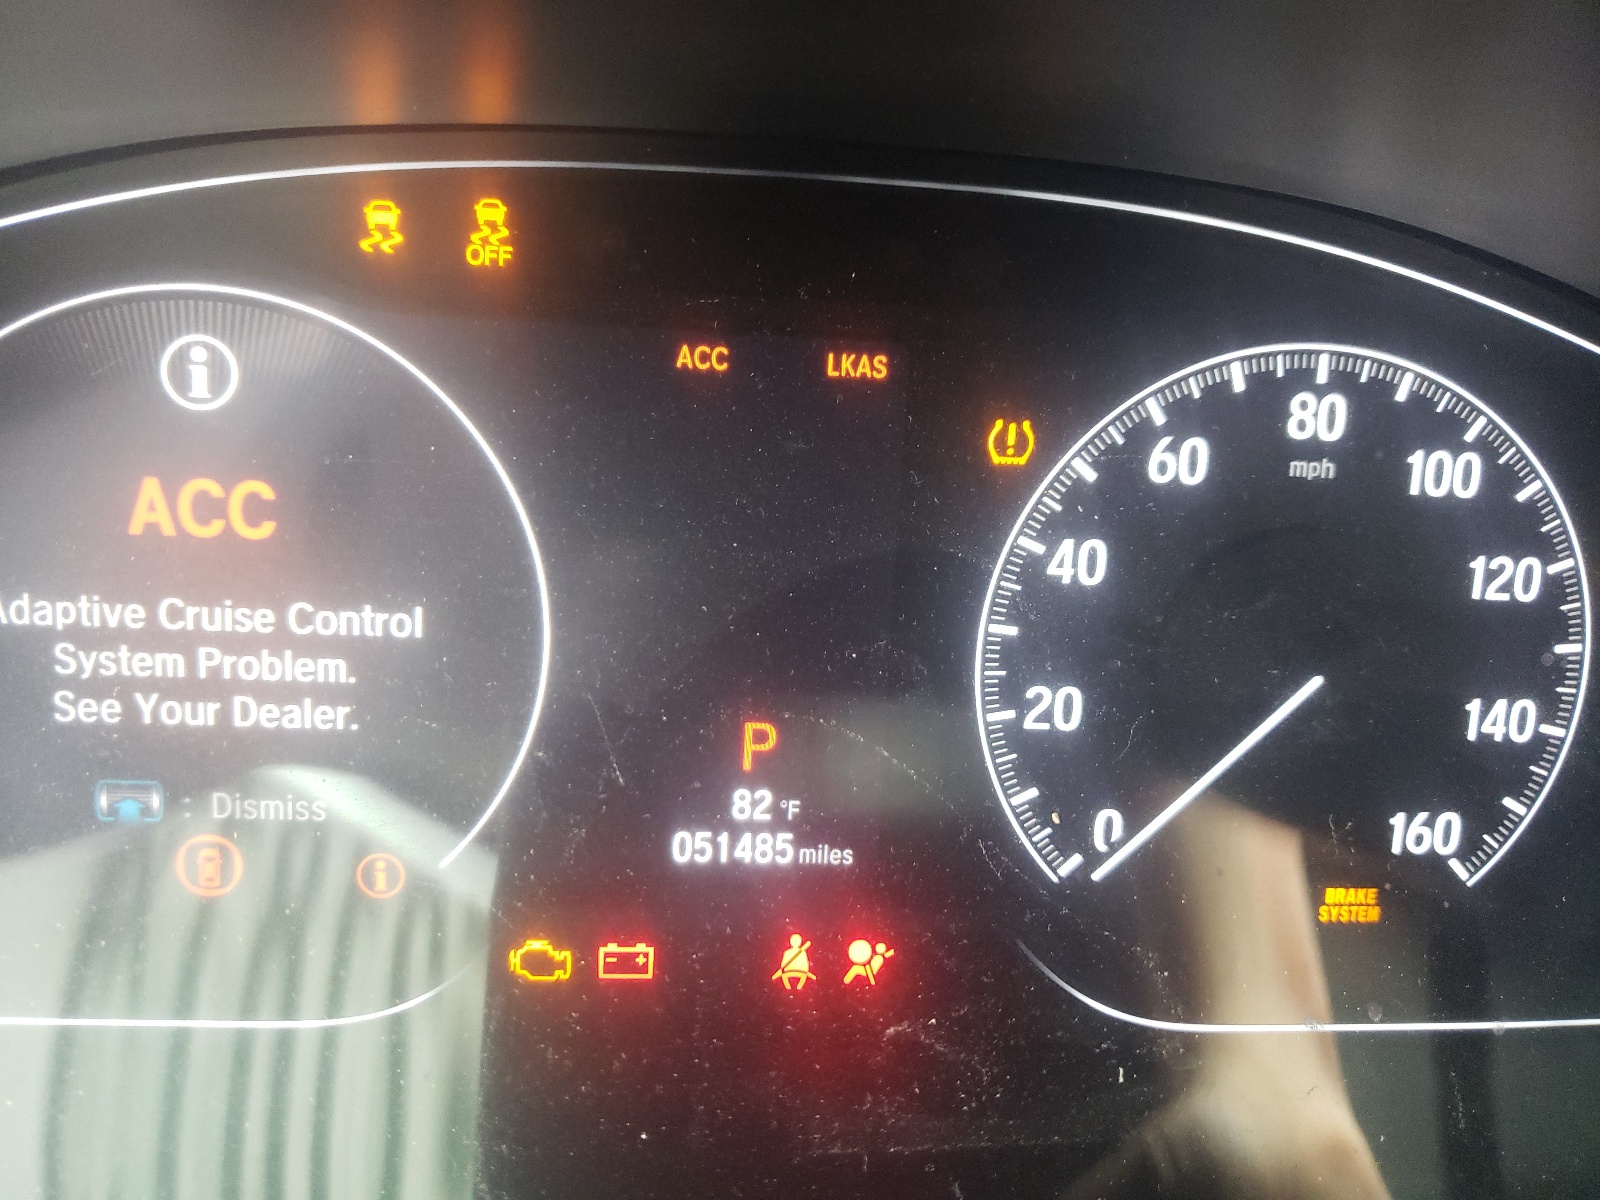 OFF
ACC
LKAS
ACC
Adaptive Cruise Control
System Problem.
See Your Dealer.
: Dismiss
P
82 °F
051485 miles
0
20
40
60
80
mph
100
120
140
160
BRAKE
SYSTEM